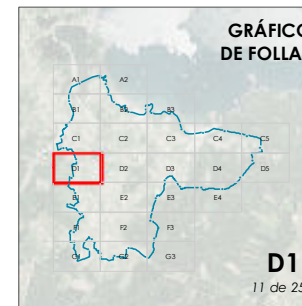 GRÁFICO
DE FOLLA
A1 A2
B1 B2 B3
C1 C2 C3 C4 C5
D1 D2 D3 D4 D5
E1 E2 E3 E4
F1 F2 F3
G1 G2 G3
D1
11 de 25